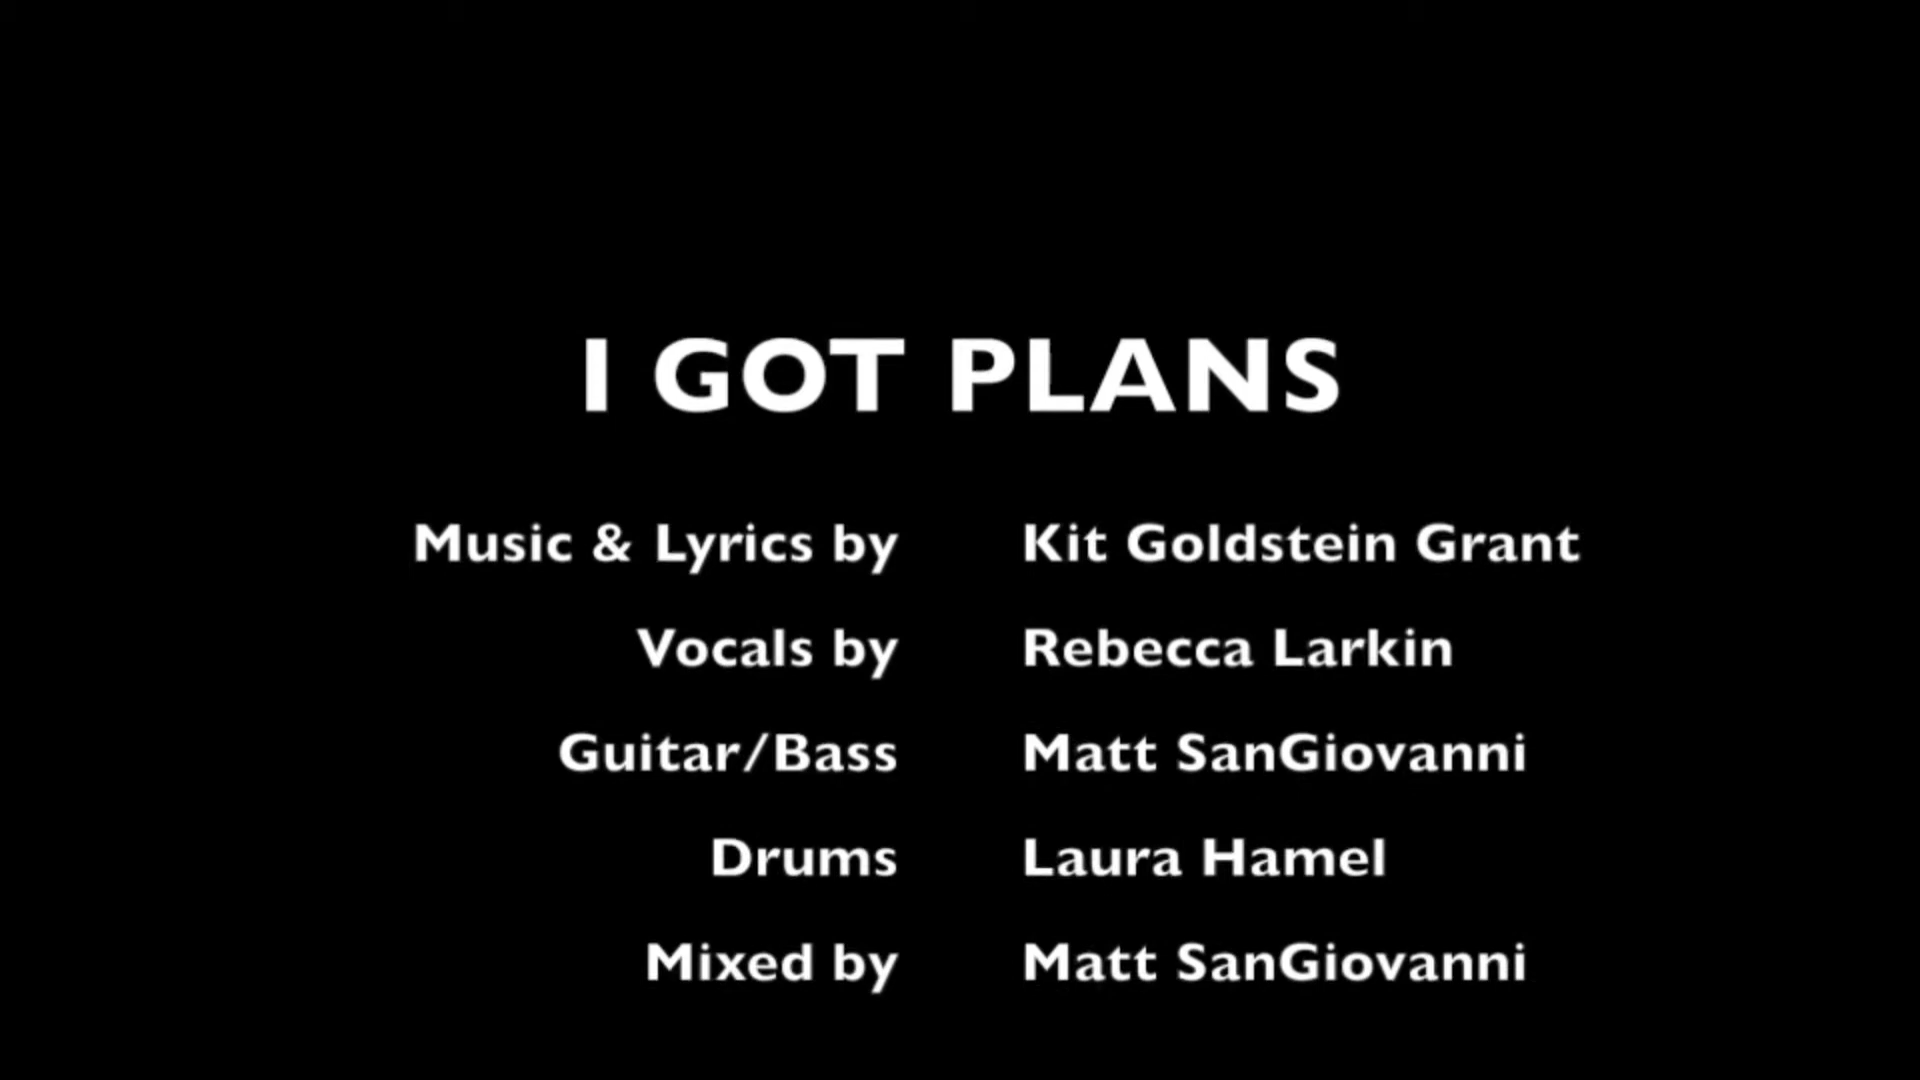 I GOT PLANS
Music & Lyrics by Kit Goldstein Grant
Vocals by Rebecca Larkin
Guitar/Bass Matt SanGiovanni
Drums Laura Hamel
Mixed by Matt SanGiovanni